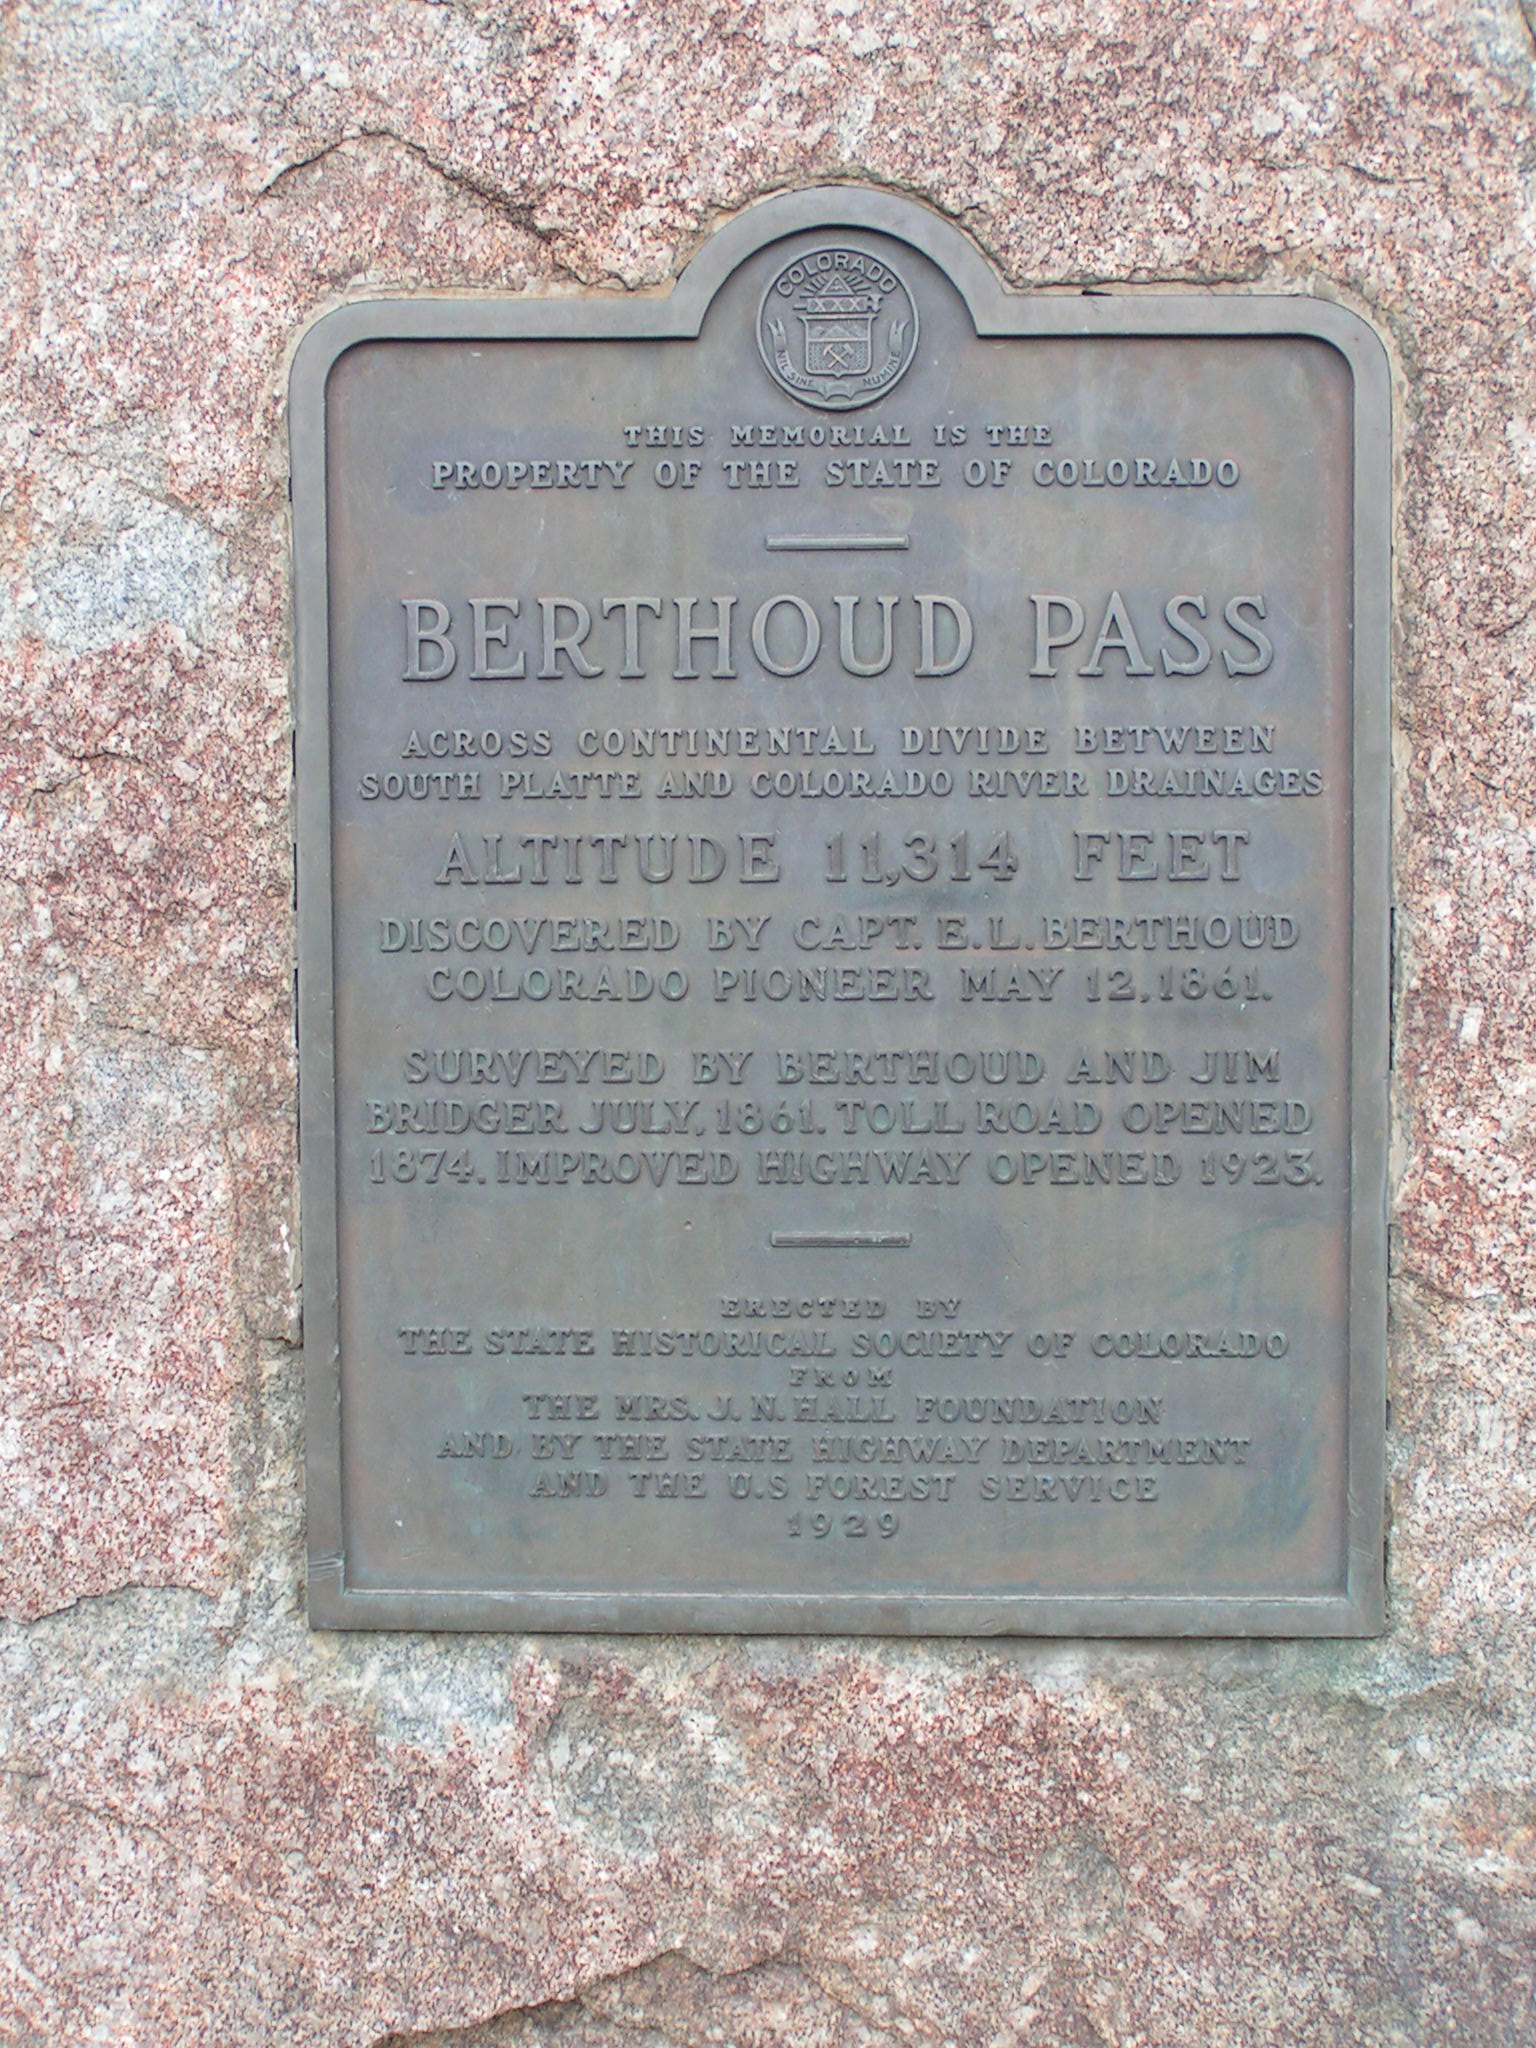 COLORADO
NIL SINE NUMINE
THIS MEMORIAL IS THE
PROPERTY OF THE STATE OF COLORADO
BERTHOUD PASS
ACROSS CONTINENTAL DIVIDE BETWEEN
SOUTH PLATTE AND COLORADO RIVER DRAINAGES
ALTITUDE 11,314 FEET
DISCOVERED BY CAPT. E. L. BERTHOUD
COLORADO PIONEER MAY 12, 1861.
SURVEYED BY BERTHOUD AND JIM
BRIDGER JULY, 1861. TOLL ROAD OPENED
1874. IMPROVED HIGHWAY OPENED 1923.
ERECTED BY
THE STATE HISTORICAL SOCIETY OF COLORADO
FROM
THE MRS. J. N. HALL FOUNDATION
AND BY THE STATE HIGHWAY DEPARTMENT
AND THE U.S FOREST SERVICE
1929